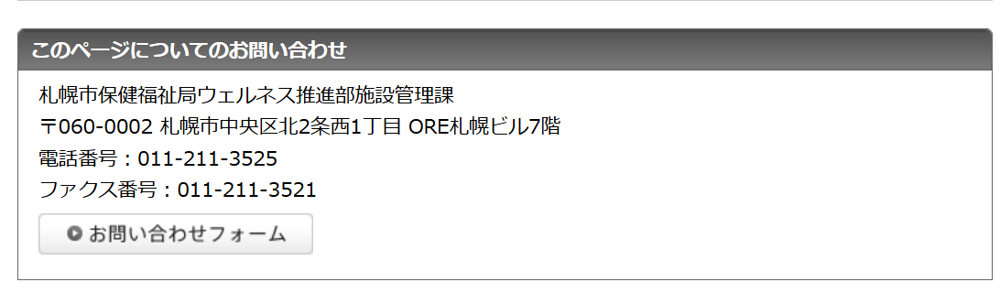 このページについてのお問い合わせ
札幌市保健福祉局ウェルネス推進部施設管理課
〒060-0002 札幌市中央区北2条西1丁目 ORE札幌ビル7階
電話番号：011-211-3525
ファクス番号：011-211-3521
お問い合わせフォーム